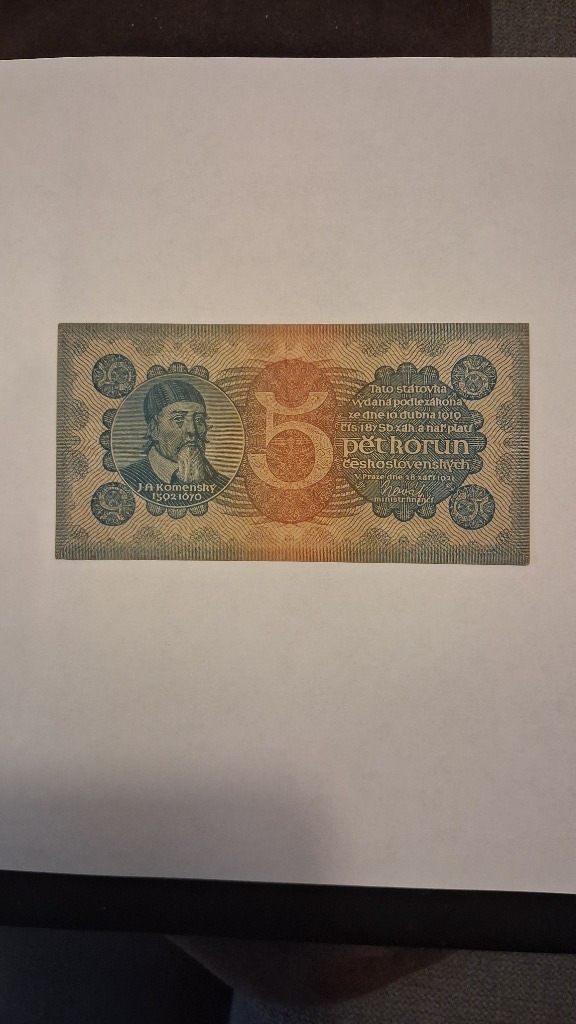 J.A. Komenský
1592-1670
5
Tato státovka
vydaná podle zákona
ze dne 10. dubna 1919
čís. 187 Sb. zák. a nař. platí
pět korun
československých
V Praze dne 28. září 1921
Novák
ministr financí